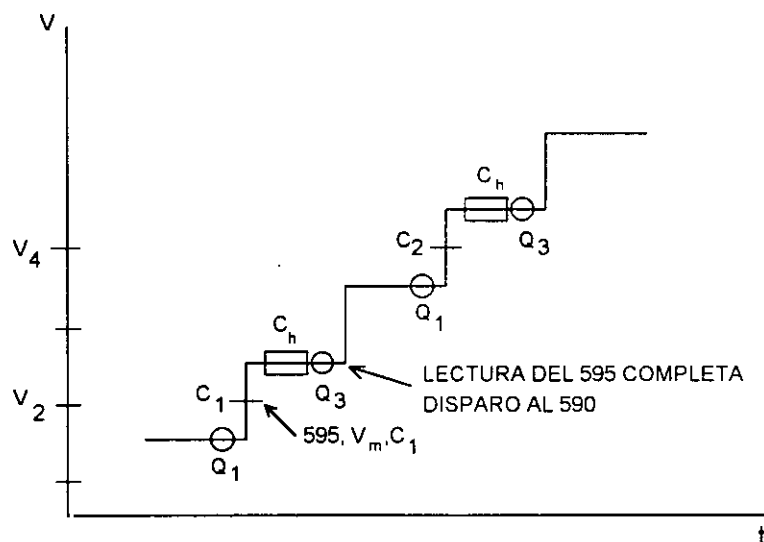 V
C_h
V_4
C_2
Q_3
Q_1
C_h
LECTURA DEL 595 COMPLETA
DISPARO AL 590
V_2
C_1
Q_3
595, V_m, C_1
Q_1
t